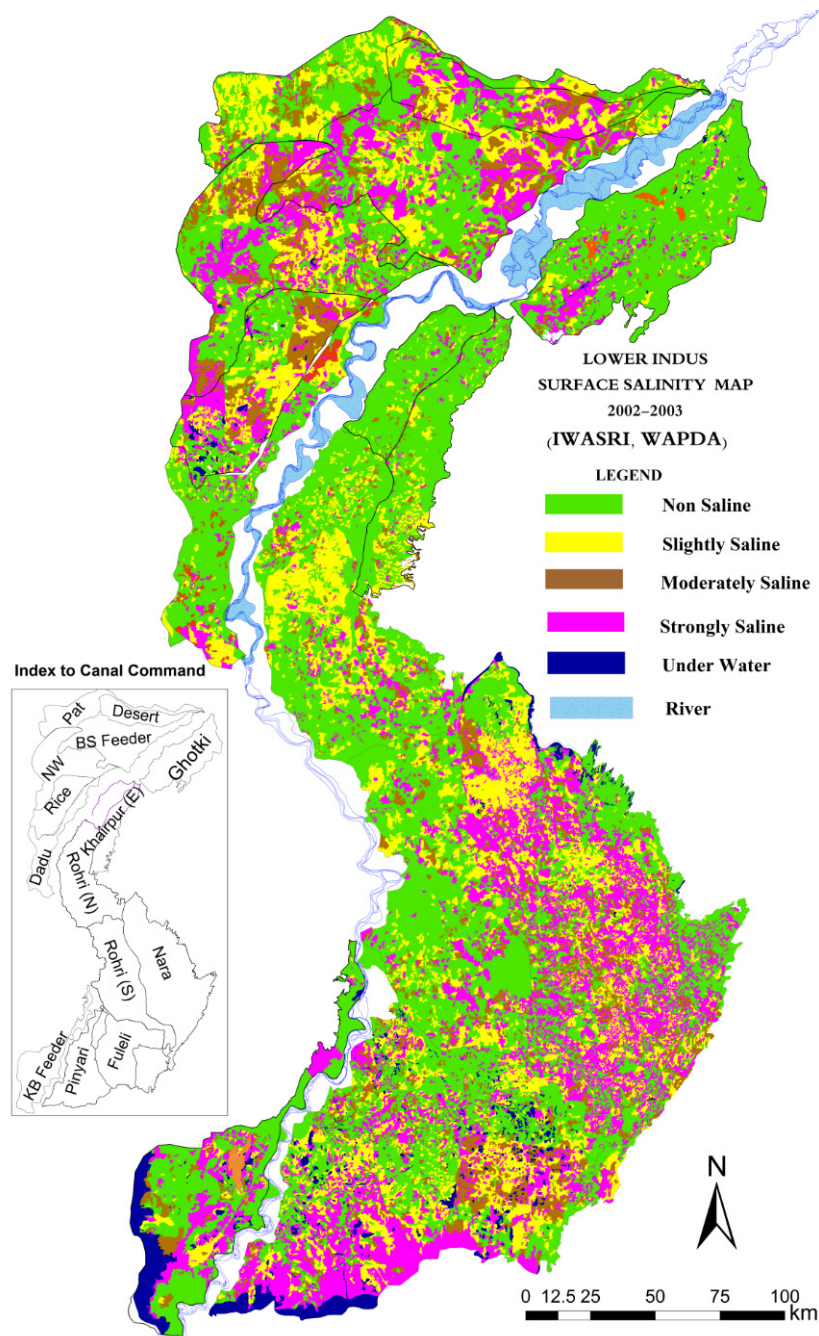 LOWER INDUS
SURFACE SALINITY MAP
2002–2003
(IWASRI, WAPDA)
LEGEND
Non Saline
Slightly Saline
Moderately Saline
Strongly Saline
Under Water
River
Index to Canal Command
Pat
Desert
BS Feeder
NW
Ghotki
Rice
Khairpur (E)
Dadu
Rohri (N)
Nara
Rohri (S)
KB Feeder
Pinyari
Fuleli
N
0 12.5 25 50 75 100
km